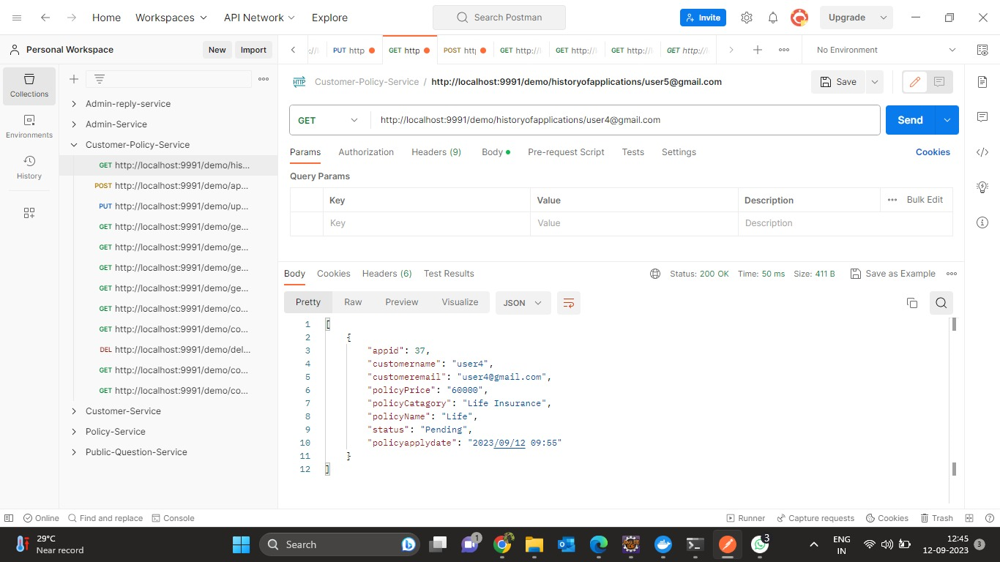 Home Workspaces API Network Explore Search Postman Invite Upgrade
Personal Workspace New Import PUT http GET http POST http GET http:// GET http:// GET http:// GET http:// No Environment
Collections
Environments
History
Admin-reply-service
Admin-Service
Customer-Policy-Service
GET http://localhost:9991/demo/his...
POST http://localhost:9991/demo/ap...
PUT http://localhost:9991/demo/up...
GET http://localhost:9991/demo/ge...
GET http://localhost:9991/demo/ge...
GET http://localhost:9991/demo/ge...
GET http://localhost:9991/demo/ge...
GET http://localhost:9991/demo/co...
GET http://localhost:9991/demo/co...
DEL http://localhost:9991/demo/del...
GET http://localhost:9991/demo/co...
GET http://localhost:9991/demo/co...
Customer-Service
Policy-Service
Public-Question-Service
HTTP Customer-Policy-Service / http://localhost:9991/demo/historyofapplications/user5@gmail.com Save
GET http://localhost:9991/demo/historyofapplications/user4@gmail.com Send
Params Authorization Headers (9) Body Pre-request Script Tests Settings Cookies
Query Params
Key Value Description Bulk Edit
Key Value Description
Body Cookies Headers (6) Test Results Status: 200 OK Time: 50 ms Size: 411 B Save as Example
Pretty Raw Preview Visualize JSON
1 [
2 {
3 "appid": 37,
4 "customername": "user4",
5 "customeremail": "user4@gmail.com",
6 "policyPrice": "60000",
7 "policyCatagory": "Life Insurance",
8 "policyName": "Life",
9 "status": "Pending",
10 "policyapplydate": "2023/09/12 09:55"
11 }
12 ]
Online Find and replace Console Runner Capture requests Cookies Trash
29°C
Near record
Search
1
Java EE
IDE
3
ENG
IN
12:45
12-09-2023
3